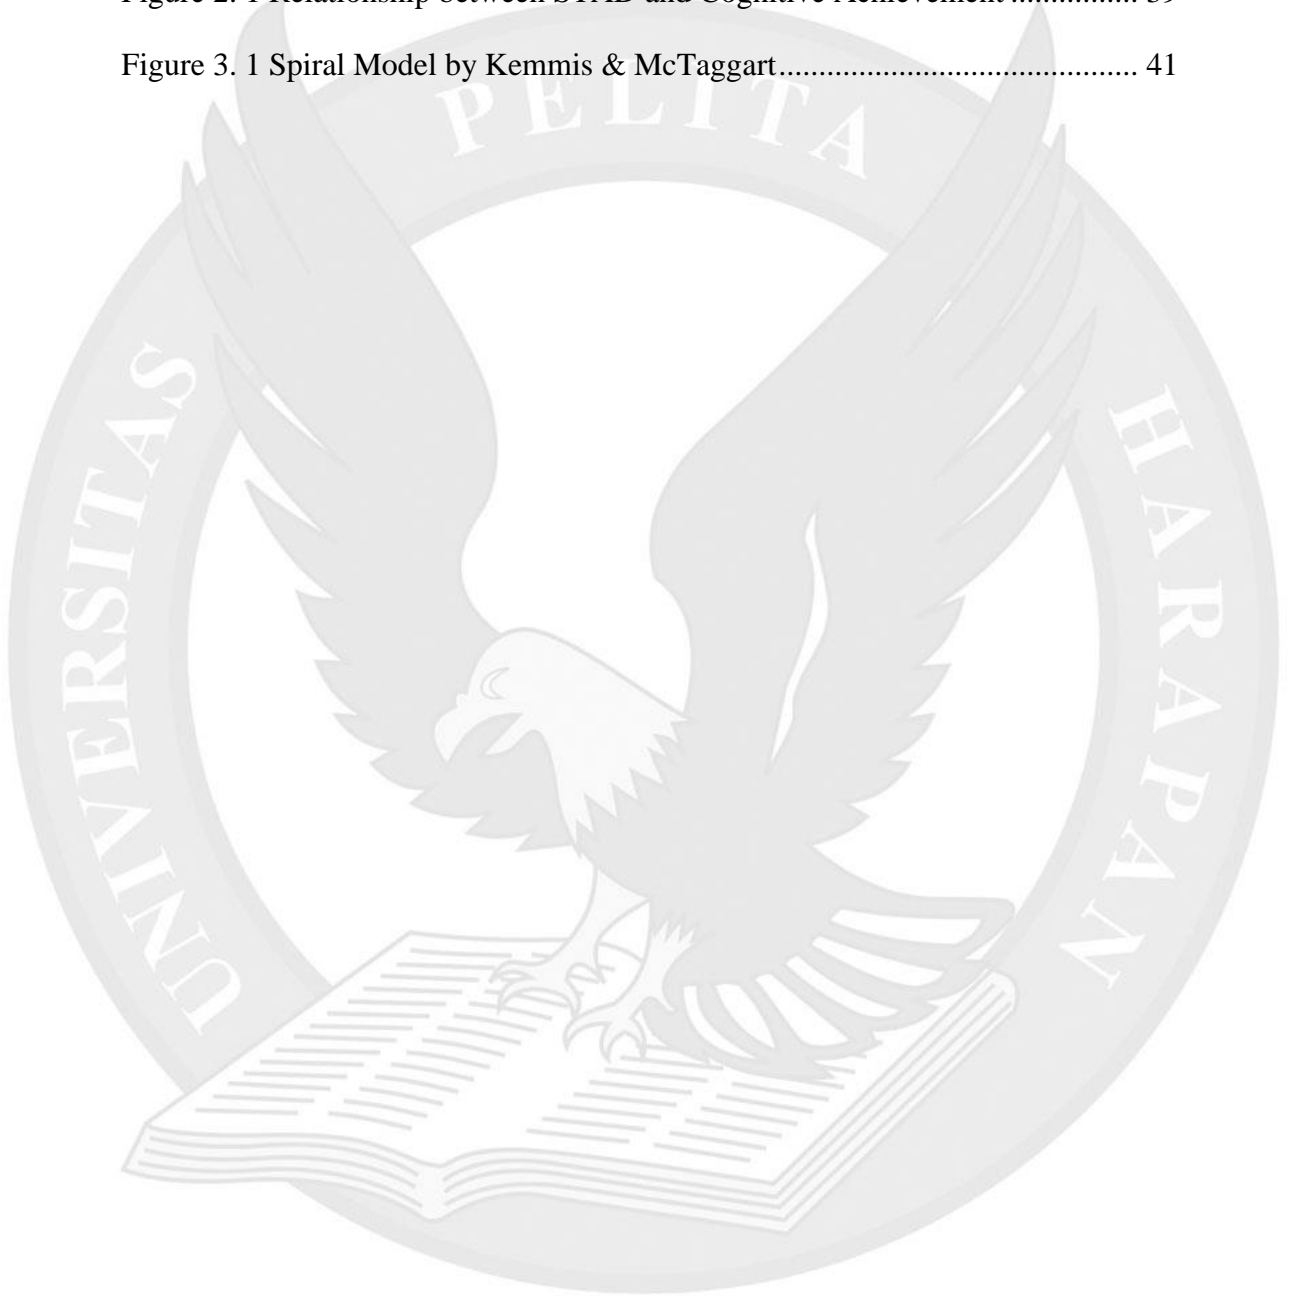 Figure 2. 1 Relationship between STAD and Cognitive Achievement ................ 39
Figure 3. 1 Spiral Model by Kemmis & McTaggart............................................. 41
UNIVERSITAS PELITA HARAPAN